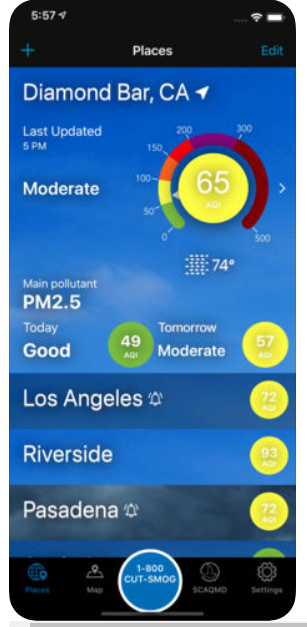 5:57
Places
Edit
Diamond Bar, CA
Last Updated
5 PM
Moderate
0
50
100
150
200
300
500
65
AQI
74°
Main pollutant
PM2.5
Today
Good
49
AQI
Tomorrow
Moderate
57
AQI
Los Angeles
72
AQI
Riverside
93
AQI
Pasadena
72
AQI
Places
Map
1-800
CUT-SMOG
SCAQMD
Settings